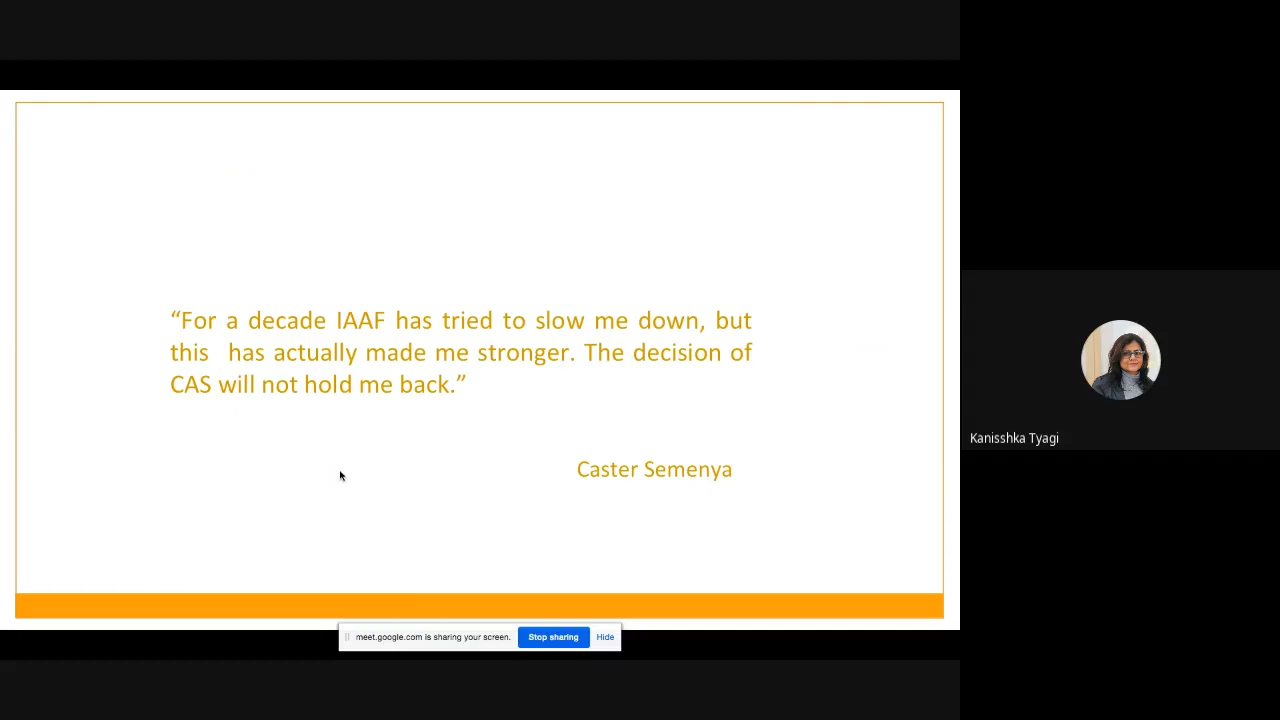 “For a decade IAAF has tried to slow me down, but
this has actually made me stronger. The decision of
CAS will not hold me back.”
Caster Semenya
Kanisshka Tyagi
meet.google.com is sharing your screen. Stop sharing Hide